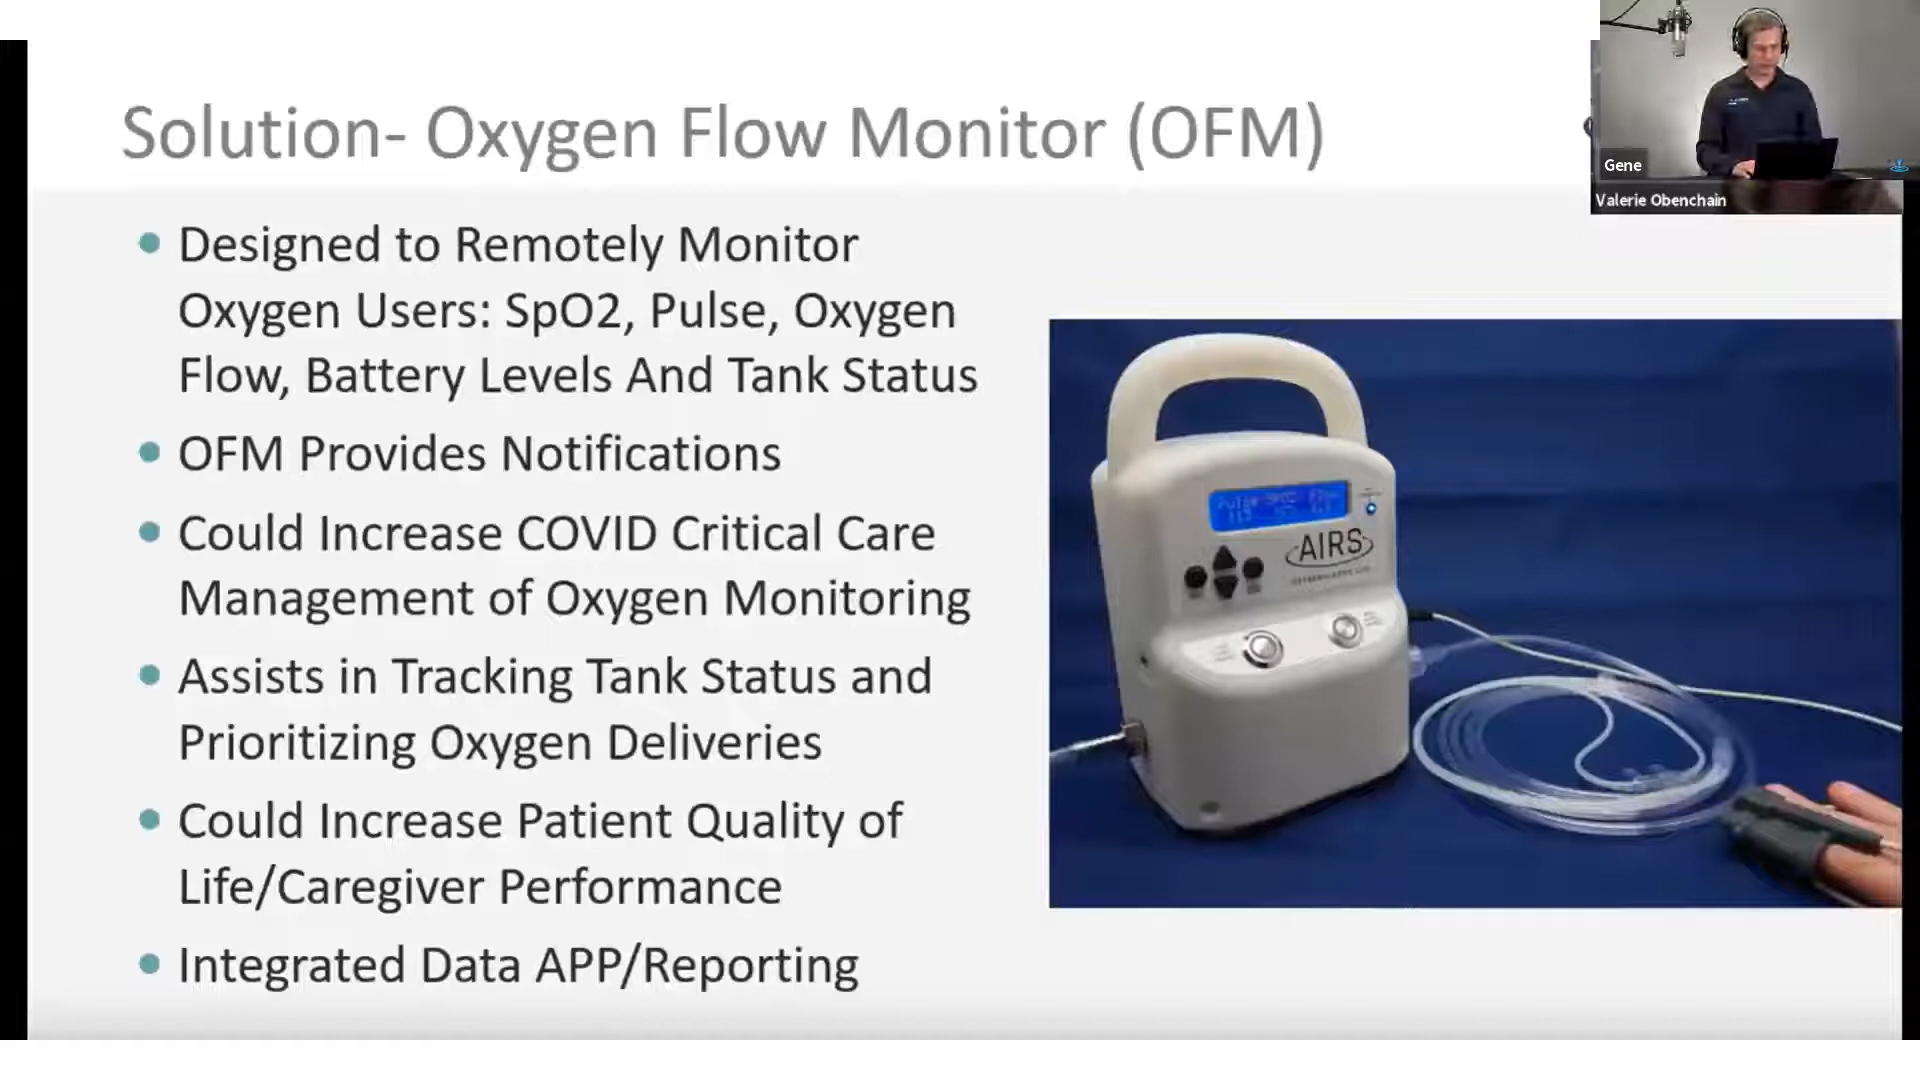 Solution- Oxygen Flow Monitor (OFM)
Gene
Valerie Obenchain
Designed to Remotely Monitor
Oxygen Users: SpO2, Pulse, Oxygen
Flow, Battery Levels And Tank Status
OFM Provides Notifications
Could Increase COVID Critical Care
Management of Oxygen Monitoring
Assists in Tracking Tank Status and
Prioritizing Oxygen Deliveries
Could Increase Patient Quality of
Life/Caregiver Performance
Integrated Data APP/Reporting
AIRS